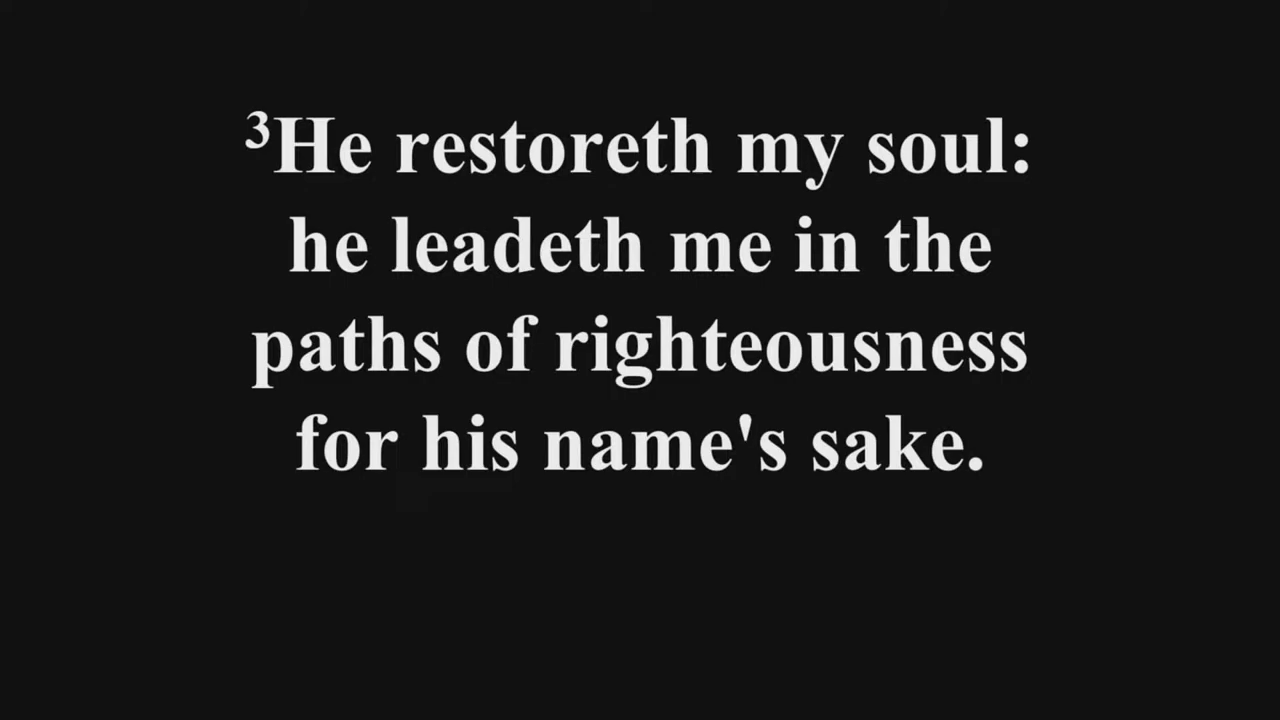 ³He restoreth my soul:
he leadeth me in the
paths of righteousness
for his name's sake.